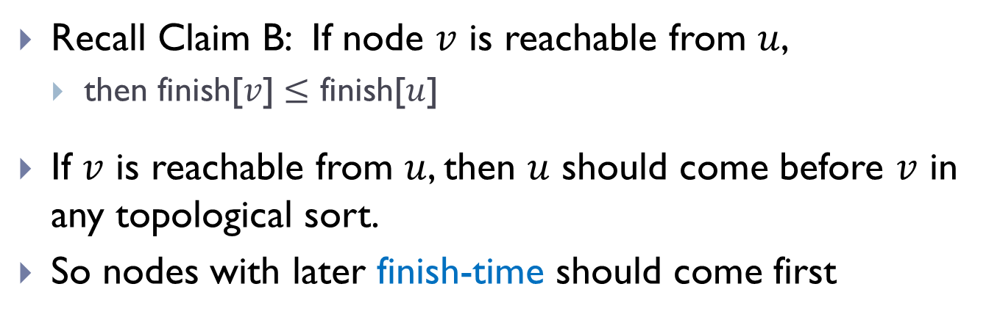 Recall Claim B: If node 𝑣 is reachable from 𝑢,
then finish[𝑣] ≤ finish[𝑢]
If 𝑣 is reachable from 𝑢, then 𝑢 should come before 𝑣 in
any topological sort.
So nodes with later finish-time should come first